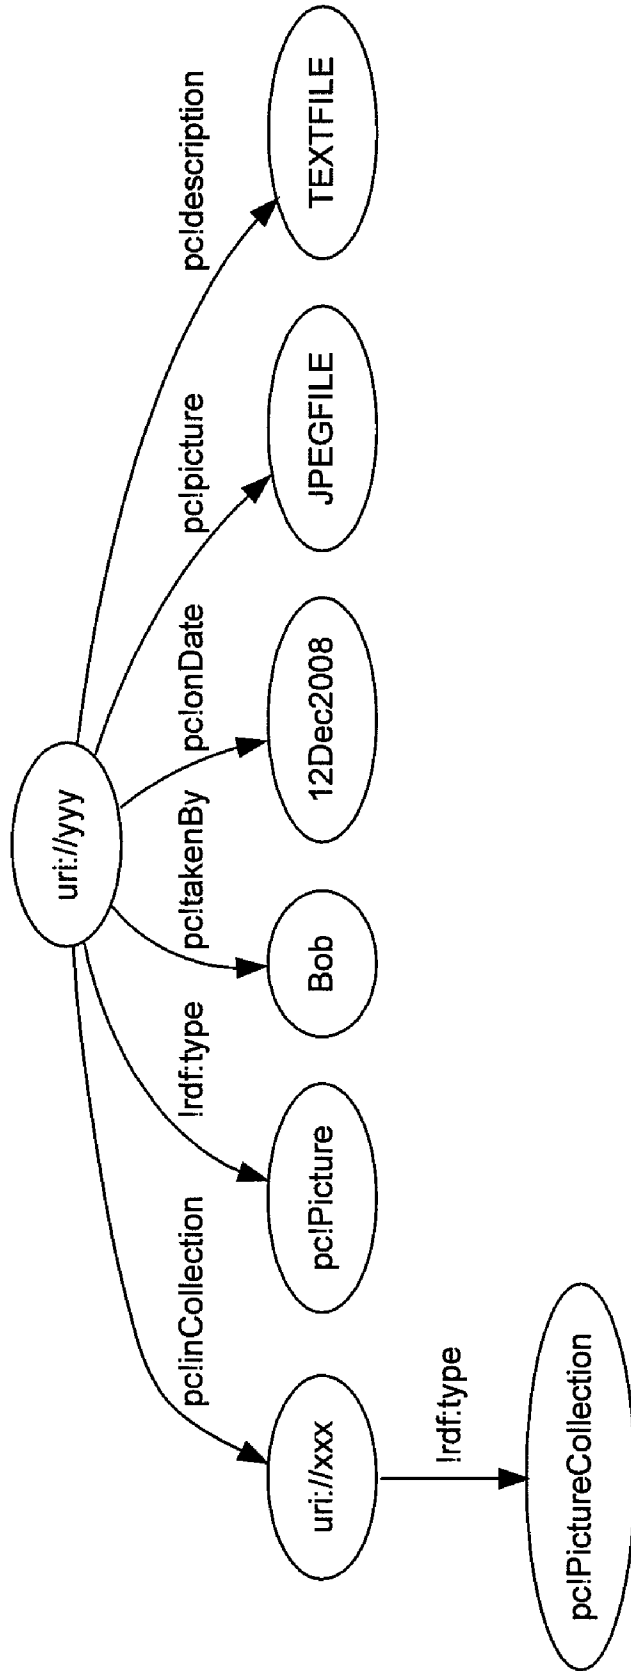 uri://yyy
pc!inCollection
!rdf:type
pc!takenBy
pc!onDate
pc!picture
pc!description
uri://xxx
pc!Picture
Bob
12Dec2008
JPEGFILE
TEXTFILE
!rdf:type
pc!PictureCollection